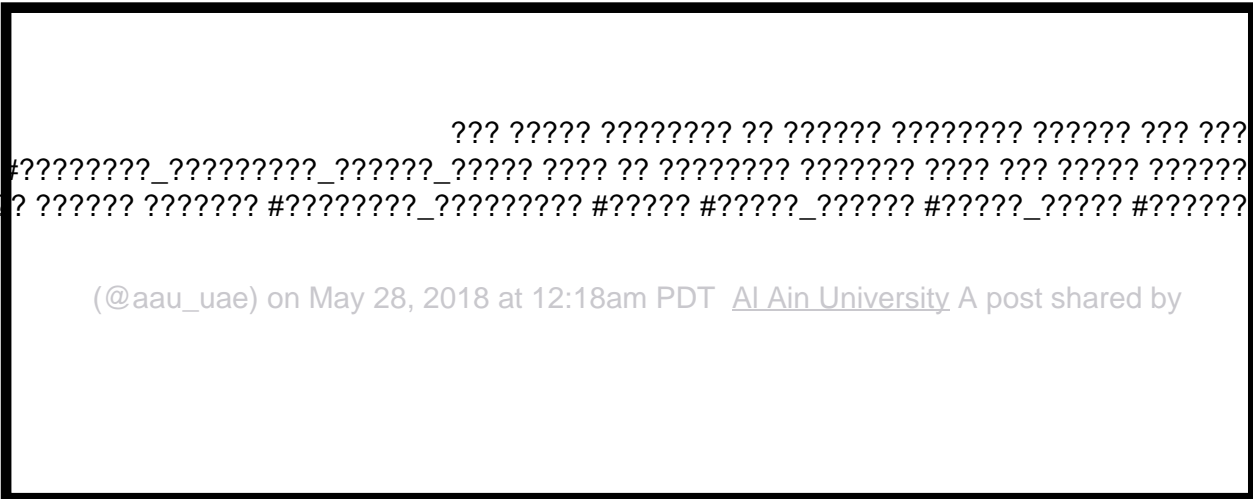 ??? ????? ???????? ?? ?????? ???????? ?????? ??? ???
#????????_?????????_??????_????? ???? ?? ???????? ??????? ???? ??? ????? ??????
? ?????? ??????? #????????_????????? #????? #?????_?????? #?????_????? #??????
(@aau_uae) on May 28, 2018 at 12:18am PDT Al Ain University A post shared by